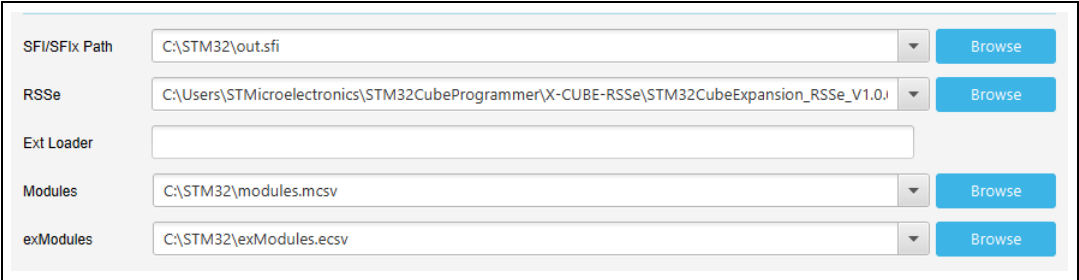 SFI/SFIx Path C:\STM32\out.sfi Browse
RSSe C:\Users\STMicroelectronics\STM32CubeProgrammer\X-CUBE-RSSe\STM32CubeExpansion_RSSe_V1.0.( Browse
Ext Loader
Modules C:\STM32\modules.mcsv Browse
exModules C:\STM32\exModules.ecsv Browse